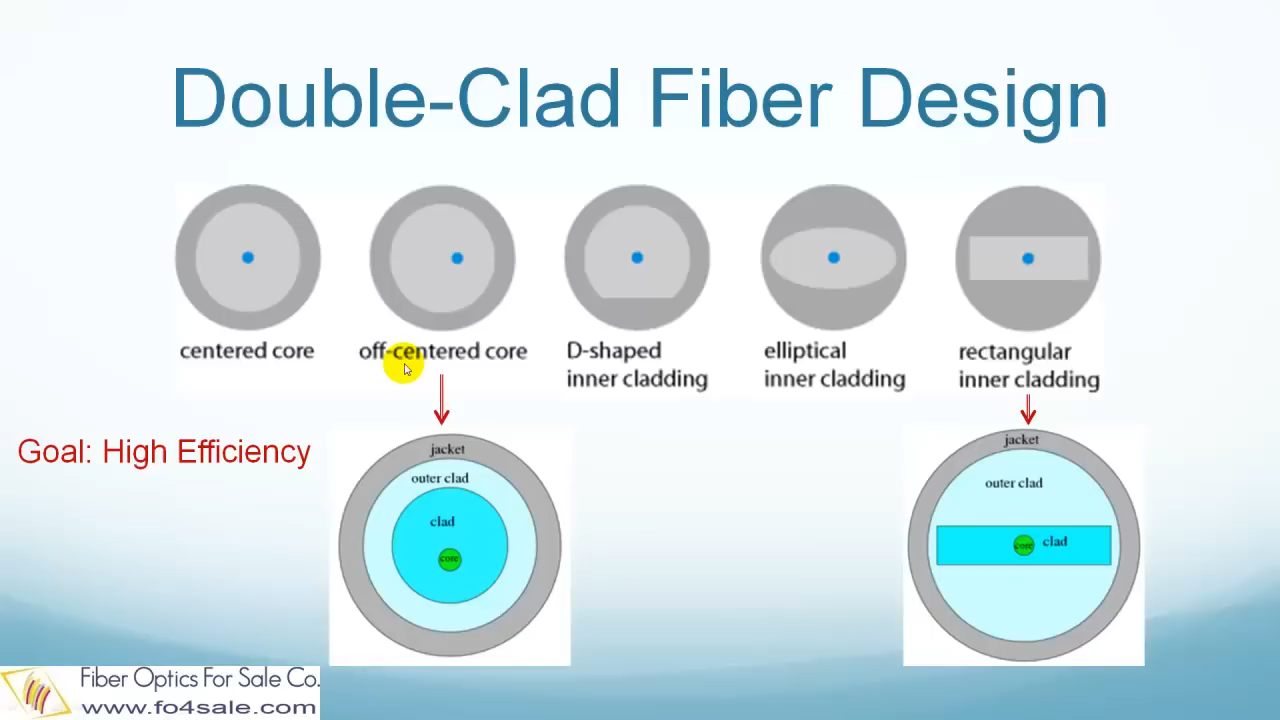 Double-Clad Fiber Design
centered core
off-centered core
D-shaped
inner cladding
elliptical
inner cladding
rectangular
inner cladding
Goal: High Efficiency
jacket
outer clad
clad
core
jacket
outer clad
core
clad
Fiber Optics For Sale Co.
www.fo4sale.com